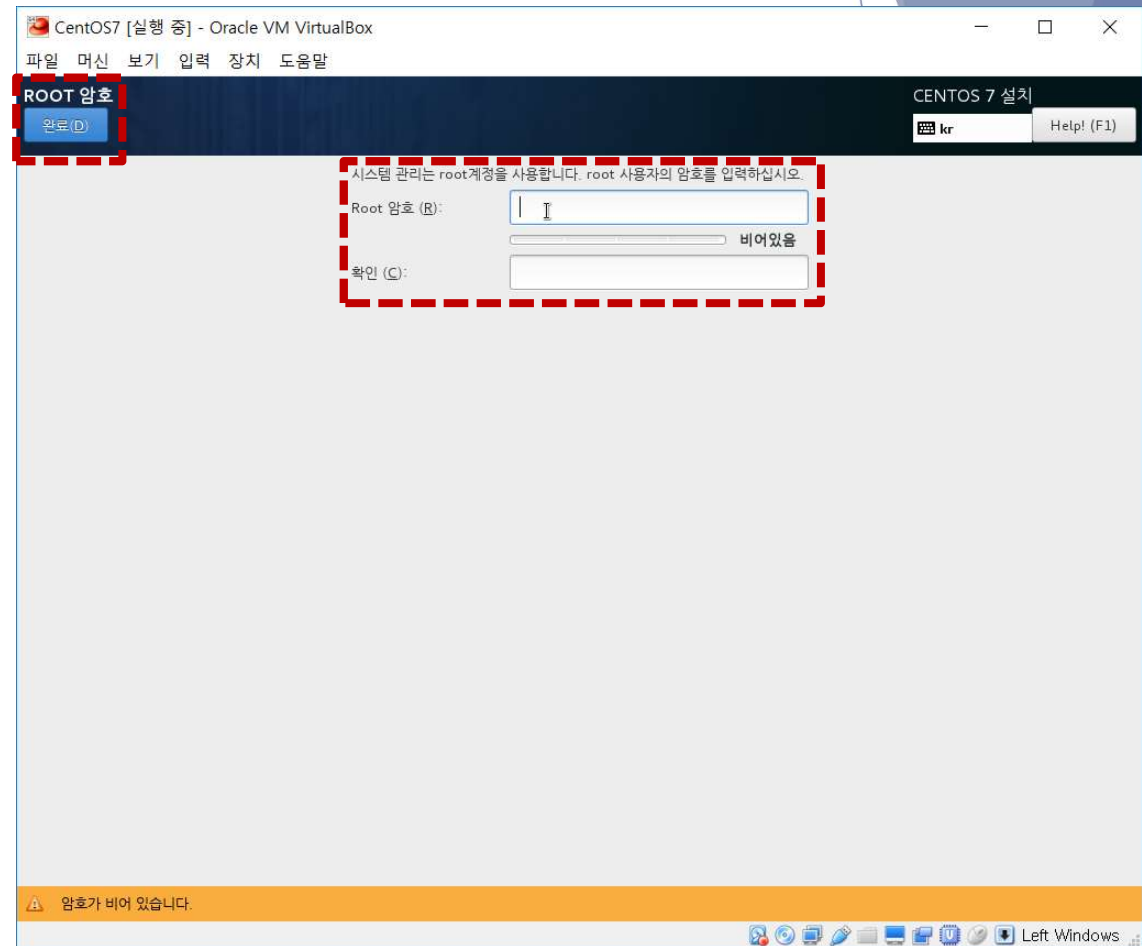 CentOS7 [실행 중] - Oracle VM VirtualBox
파일 머신 보기 입력 장치 도움말
ROOT 암호
완료(D)
CENTOS 7 설치
kr
Help! (F1)
시스템 관리는 root계정을 사용합니다. root 사용자의 암호를 입력하십시오.
Root 암호 (R):
비어있음
확인 (C):
암호가 비어 있습니다.
Left Windows